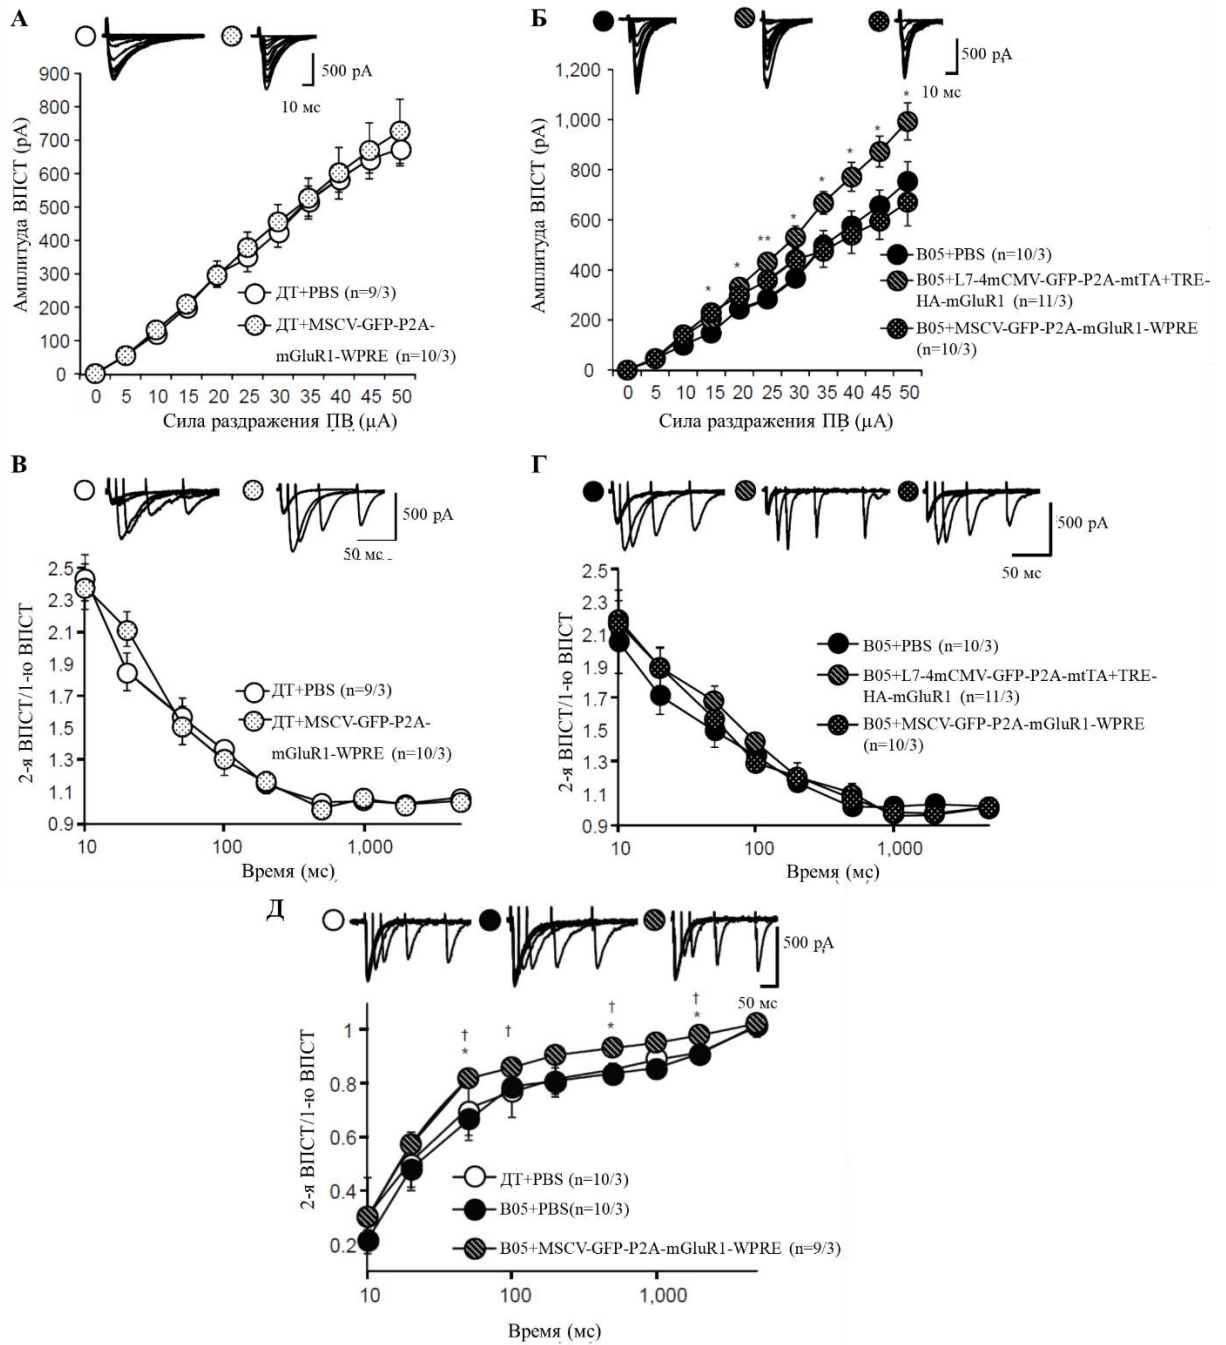 А
500 рА
10 мс
900
800
700
600
500
400
300
200
100
0
Амплитуда ВПСТ (рА)
ДТ+PBS (n=9/3)
ДТ+MSCV-GFP-P2A-
mGluR1-WPRE (n=10/3)
0 5 10 15 20 25 30 35 40 45 50
Сила раздражения ПВ (µA)
Б
500 рА
10 мс
1,200
1,000
800
600
400
200
0
Амплитуда ВПСТ (рА)
* ** * * * * *
*
B05+PBS (n=10/3)
B05+L7-4mCMV-GFP-P2A-mtTA+TRE-
HA-mGluR1 (n=11/3)
B05+MSCV-GFP-P2A-mGluR1-WPRE
(n=10/3)
0 5 10 15 20 25 30 35 40 45 50
Сила раздражения ПВ (µA)
В
500 рА
50 мс
2.5
2.3
2.1
1.9
1.7
1.5
1.3
1.1
0.9
2-я ВПСТ/1-ю ВПСТ
ДТ+PBS (n=9/3)
ДТ+MSCV-GFP-P2A-
mGluR1-WPRE (n=10/3)
10 100 1,000
Время (мс)
Г
500 рА
50 мс
2.5
2.3
2.1
1.9
1.7
1.5
1.3
1.1
0.9
2-я ВПСТ/1-ю ВПСТ
B05+PBS (n=10/3)
B05+L7-4mCMV-GFP-P2A-mtTA+TRE-
HA-mGluR1 (n=11/3)
B05+MSCV-GFP-P2A-mGluR1-WPRE
(n=10/3)
10 100 1,000
Время (мс)
Д
500 рА
50 мс
† † † †
* * *
1
0.8
0.6
0.4
0.2
2-я ВПСТ/1-ю ВПСТ
ДТ+PBS (n=10/3)
B05+PBS(n=10/3)
B05+MSCV-GFP-P2A-mGluR1-WPRE (n=9/3)
10 100 1,000
Время (мс)